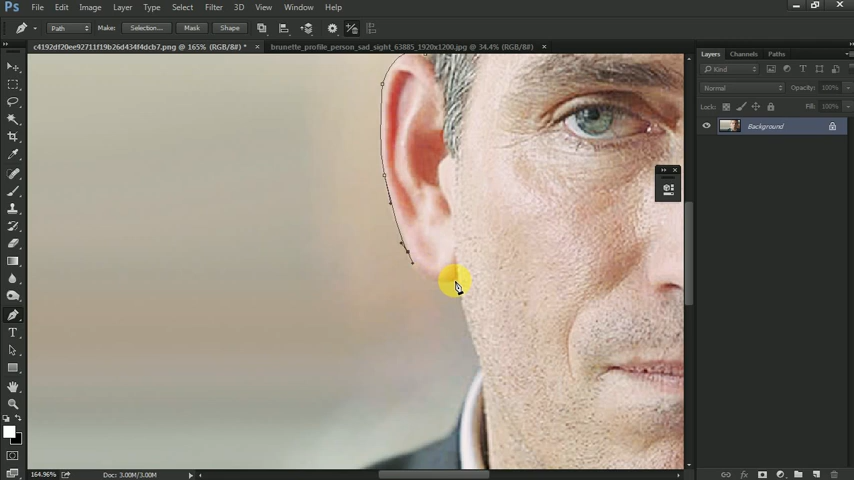 Ps File Edit Image Layer Type Select Filter 3D View Window Help
Path Make: Selection... Mask Shape
c4192df20ee92711f19b26d434f4dcb7.png @ 165% (RGB/8#) * × brunette_profile_person_sad_sight_63885_1920x1200.jpg @ 34.4% (RGB/8#) ×
Layers Channels Paths
Kind
Normal Opacity: 100%
Lock: Fill: 100%
Background
T
164.96% Doc: 3.00M/3.00M
fx